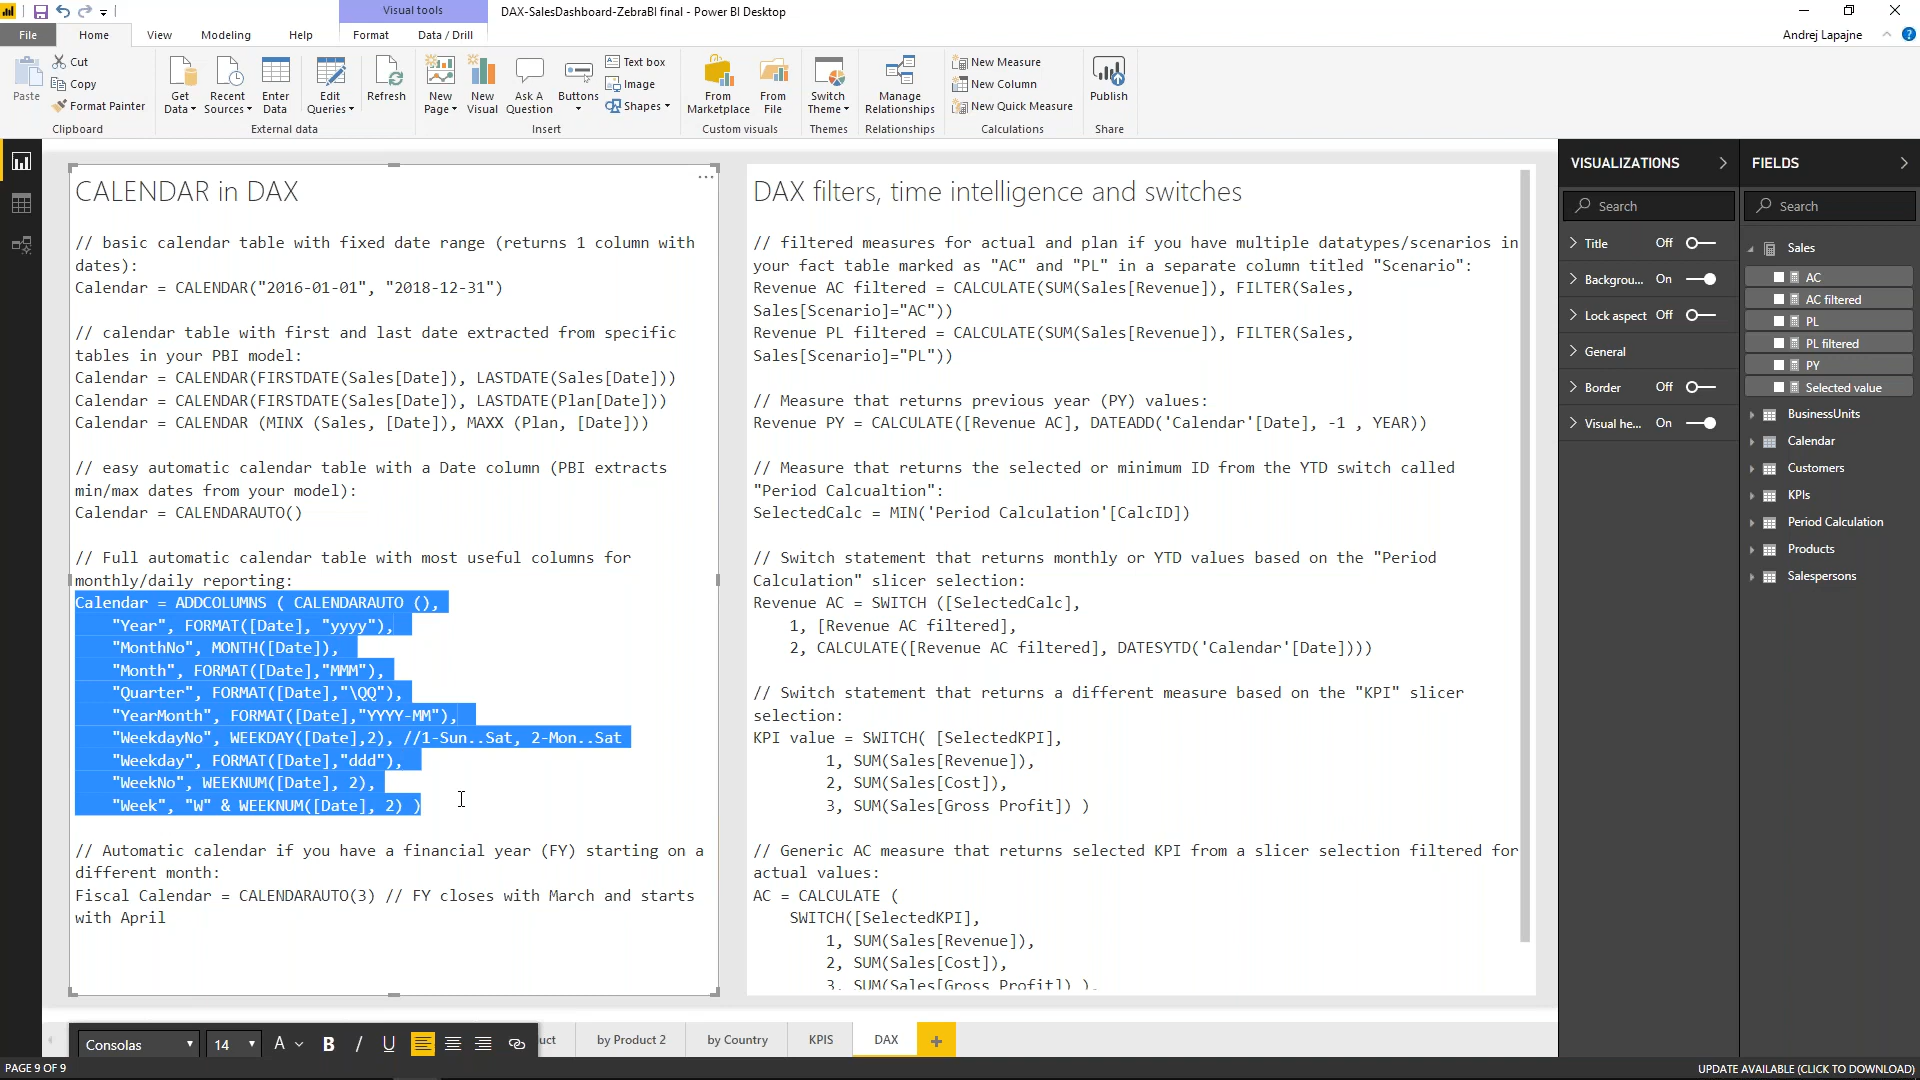 Visual tools
DAX-SalesDashboard-ZebraBI final - Power BI Desktop
File
Home
View
Modeling
Help
Format
Data / Drill
Andrej Lapajne
Paste
Cut
Copy
Format Painter
Clipboard
Get Data
Recent Sources
Enter Data
Edit Queries
Refresh
External data
New Page
New Visual
Ask A Question
Buttons
Text box
Image
Shapes
Insert
From Marketplace
From File
Custom visuals
Switch Theme
Themes
Manage Relationships
Relationships
New Measure
New Column
New Quick Measure
Calculations
Publish
Share
CALENDAR in DAX
// basic calendar table with fixed date range (returns 1 column with
dates):
Calendar = CALENDAR("2016-01-01", "2018-12-31")
// calendar table with first and last date extracted from specific
tables in your PBI model:
Calendar = CALENDAR(FIRSTDATE(Sales[Date]), LASTDATE(Sales[Date]))
Calendar = CALENDAR(FIRSTDATE(Sales[Date]), LASTDATE(Plan[Date]))
Calendar = CALENDAR (MINX (Sales, [Date]), MAXX (Plan, [Date]))
// easy automatic calendar table with a Date column (PBI extracts
min/max dates from your model):
Calendar = CALENDARAUTO()
// Full automatic calendar table with most useful columns for
monthly/daily reporting:
Calendar = ADDCOLUMNS ( CALENDARAUTO (),
"Year", FORMAT([Date], "yyyy"),
"MonthNo", MONTH([Date]),
"Month", FORMAT([Date],"MMM"),
"Quarter", FORMAT([Date],"\QQ"),
"YearMonth", FORMAT([Date],"YYYY-MM"),
"WeekdayNo", WEEKDAY([Date],2), //1-Sun..Sat, 2-Mon..Sat
"Weekday", FORMAT([Date],"ddd"),
"WeekNo", WEEKNUM([Date], 2),
"Week", "W" & WEEKNUM([Date], 2) )
// Automatic calendar if you have a financial year (FY) starting on a
different month:
Fiscal Calendar = CALENDARAUTO(3) // FY closes with March and starts
with April
DAX filters, time intelligence and switches
// filtered measures for actual and plan if you have multiple datatypes/scenarios in
your fact table marked as "AC" and "PL" in a separate column titled "Scenario":
Revenue AC filtered = CALCULATE(SUM(Sales[Revenue]), FILTER(Sales,
Sales[Scenario]="AC"))
Revenue PL filtered = CALCULATE(SUM(Sales[Revenue]), FILTER(Sales,
Sales[Scenario]="PL"))
// Measure that returns previous year (PY) values:
Revenue PY = CALCULATE([Revenue AC], DATEADD('Calendar'[Date], -1 , YEAR))
// Measure that returns the selected or minimum ID from the YTD switch called
"Period Calcualtion":
SelectedCalc = MIN('Period Calculation'[CalcID])
// Switch statement that returns monthly or YTD values based on the "Period
Calculation" slicer selection:
Revenue AC = SWITCH ([SelectedCalc],
1, [Revenue AC filtered],
2, CALCULATE([Revenue AC filtered], DATESYTD('Calendar'[Date])))
// Switch statement that returns a different measure based on the "KPI" slicer
selection:
KPI value = SWITCH( [SelectedKPI],
1, SUM(Sales[Revenue]),
2, SUM(Sales[Cost]),
3, SUM(Sales[Gross Profit]) )
// Generic AC measure that returns selected KPI from a slicer selection filtered for
actual values:
AC = CALCULATE (
SWITCH([SelectedKPI],
1, SUM(Sales[Revenue]),
2, SUM(Sales[Cost]),
3, SUM(Sales[Gross Profit]) ),
VISUALIZATIONS
Search
Title Off
Backgrou... On
Lock aspect Off
General
Border Off
Visual he... On
FIELDS
Search
Sales
AC
AC filtered
PL
PL filtered
PY
Selected value
BusinessUnits
Calendar
Customers
KPIs
Period Calculation
Products
Salespersons
Consolas
14
A
B
I
U
uct
by Product 2
by Country
KPIS
DAX
PAGE 9 OF 9
UPDATE AVAILABLE (CLICK TO DOWNLOAD)